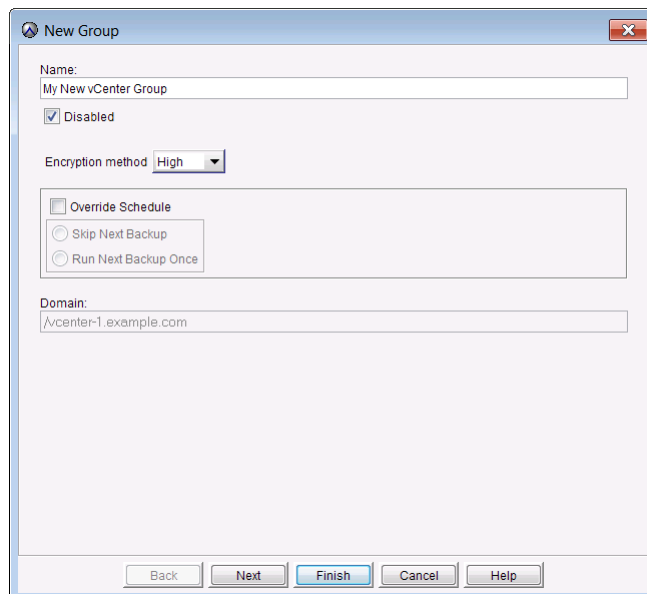 New Group
Name:
My New vCenter Group
Disabled
Encryption method High
Override Schedule
Skip Next Backup
Run Next Backup Once
Domain:
/vcenter-1.example.com
Back Next Finish Cancel Help